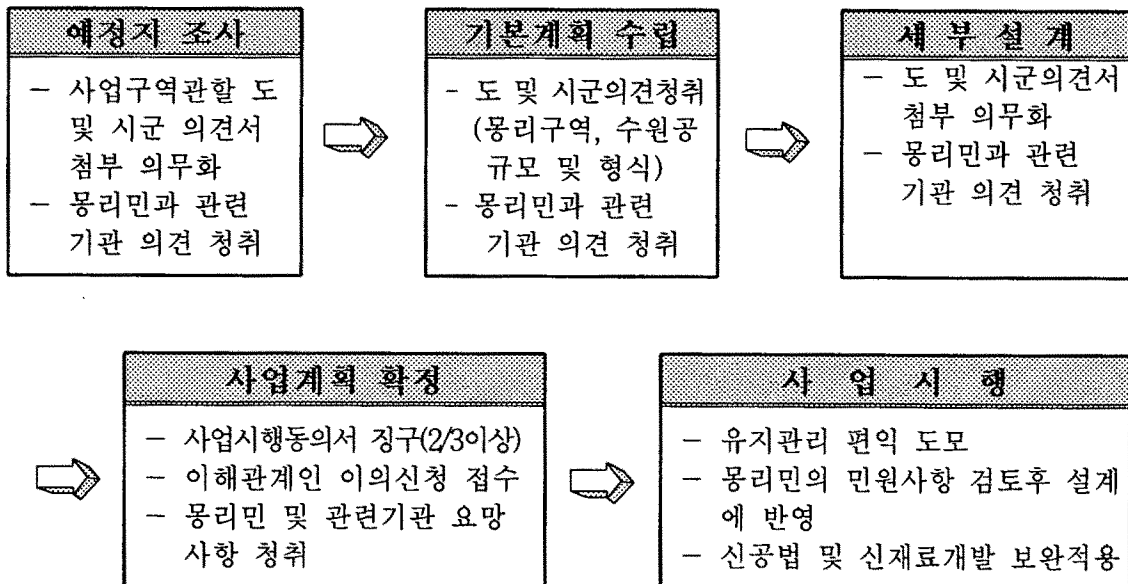 예정지 조사
- 사업구역관할 도
및 시군 의견서
첨부 의무화
- 몽리민과 관련
기관 의견 청취
기본계획 수립
- 도 및 시군의견청취
(몽리구역, 수원공
규모 및 형식)
- 몽리민과 관련
기관 의견 청취
세 부 설 계
- 도 및 시군의견서
첨부 의무화
- 몽리민과 관련
기관 의견 청취
사업계획 확정
- 사업시행동의서 징구(2/3이상)
- 이해관계인 이의신청 접수
- 몽리민 및 관련기관 요망
사항 청취
사 업 시 행
- 유지관리 편익 도모
- 몽리민의 민원사항 검토후 설계
에 반영
- 신공법 및 신재료개발 보완적용